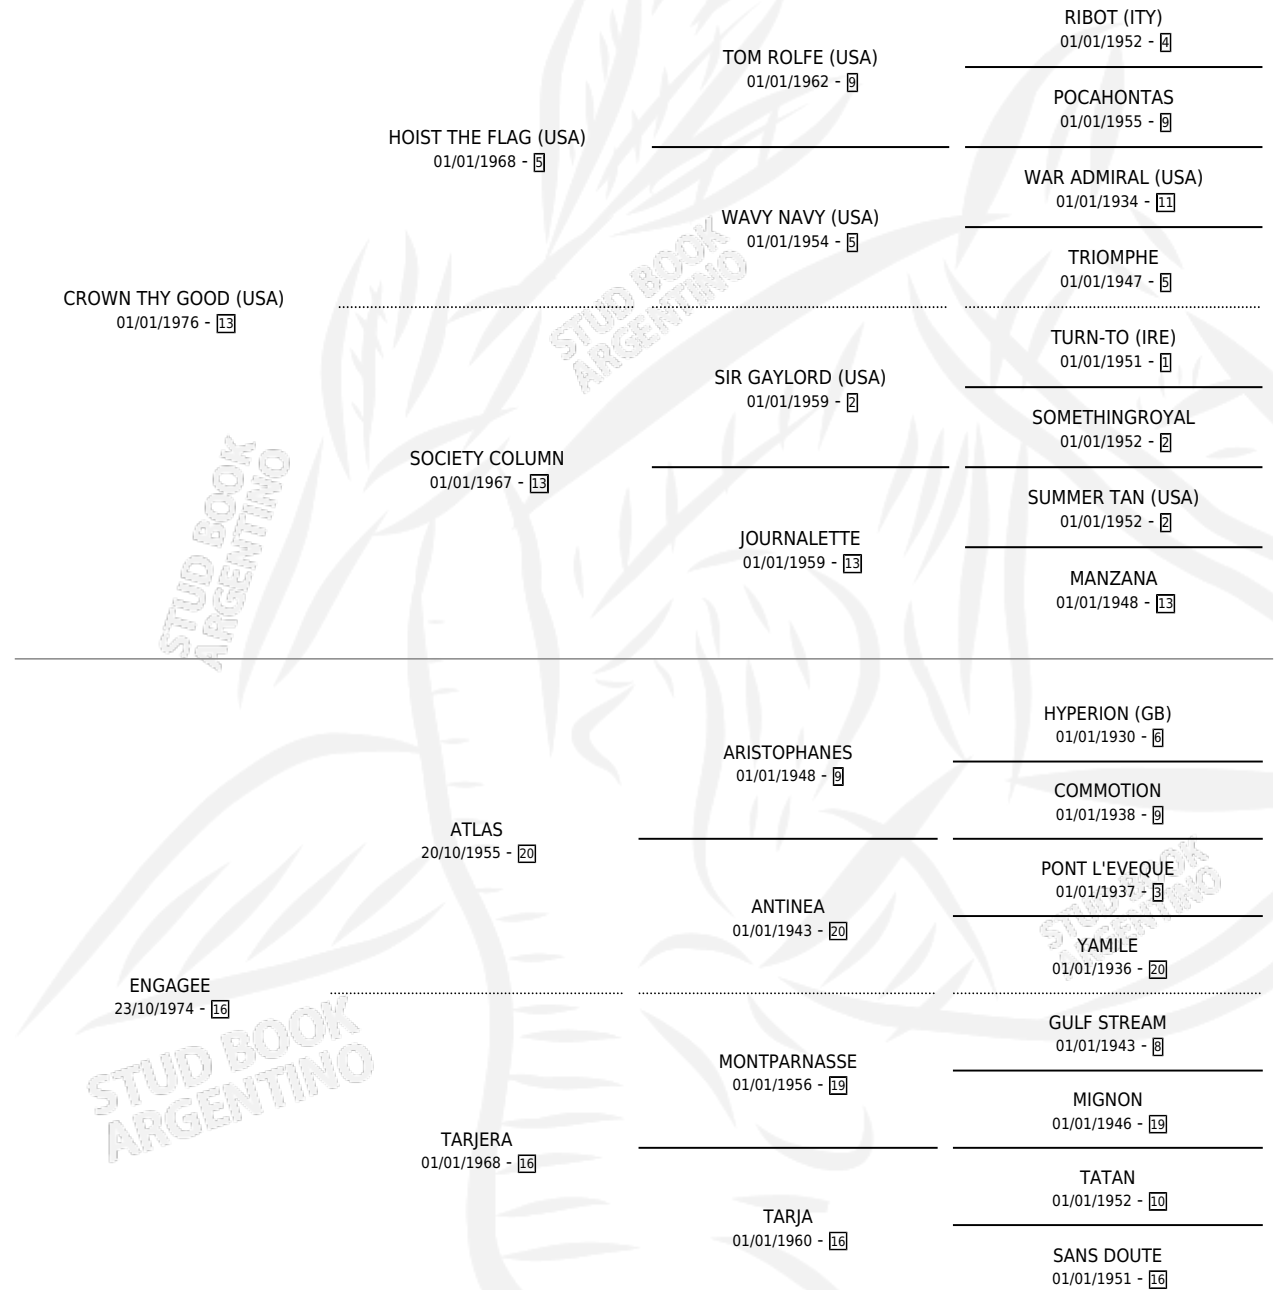 RIBOT (ITY)
01/01/1952 - 4
TOM ROLFE (USA)
01/01/1962 - 9
POCAHONTAS
01/01/1955 - 9
HOIST THE FLAG (USA)
01/01/1968 - 5
WAR ADMIRAL (USA)
01/01/1934 - 11
WAVY NAVY (USA)
01/01/1954 - 5
TRIOMPHE
01/01/1947 - 5
STUD BOOK
ARGENTINO
CROWN THY GOOD (USA)
01/01/1976 - 13
TURN-TO (IRE)
01/01/1951 - 1
SIR GAYLORD (USA)
01/01/1959 - 2
SOMETHINGROYAL
01/01/1952 - 2
SOCIETY COLUMN
01/01/1967 - 13
SUMMER TAN (USA)
01/01/1952 - 2
JOURNALETTE
01/01/1959 - 13
MANZANA
01/01/1948 - 13
STUD BOOK
ARGENTINO
HYPERION (GB)
01/01/1930 - 6
ARISTOPHANES
01/01/1948 - 9
COMMOTION
01/01/1938 - 9
ATLAS
20/10/1955 - 20
PONT L'EVEQUE
01/01/1937 - 3
ANTINEA
01/01/1943 - 20
YAMILE
01/01/1936 - 20
STUD BOOK
ARGENTINO
ENGAGEE
23/10/1974 - 16
GULF STREAM
01/01/1943 - 8
MONTPARNASSE
01/01/1956 - 19
MIGNON
01/01/1946 - 19
STUD BOOK
ARGENTINO
TARJERA
01/01/1968 - 16
TATAN
01/01/1952 - 10
TARJA
01/01/1960 - 16
SANS DOUTE
01/01/1951 - 16